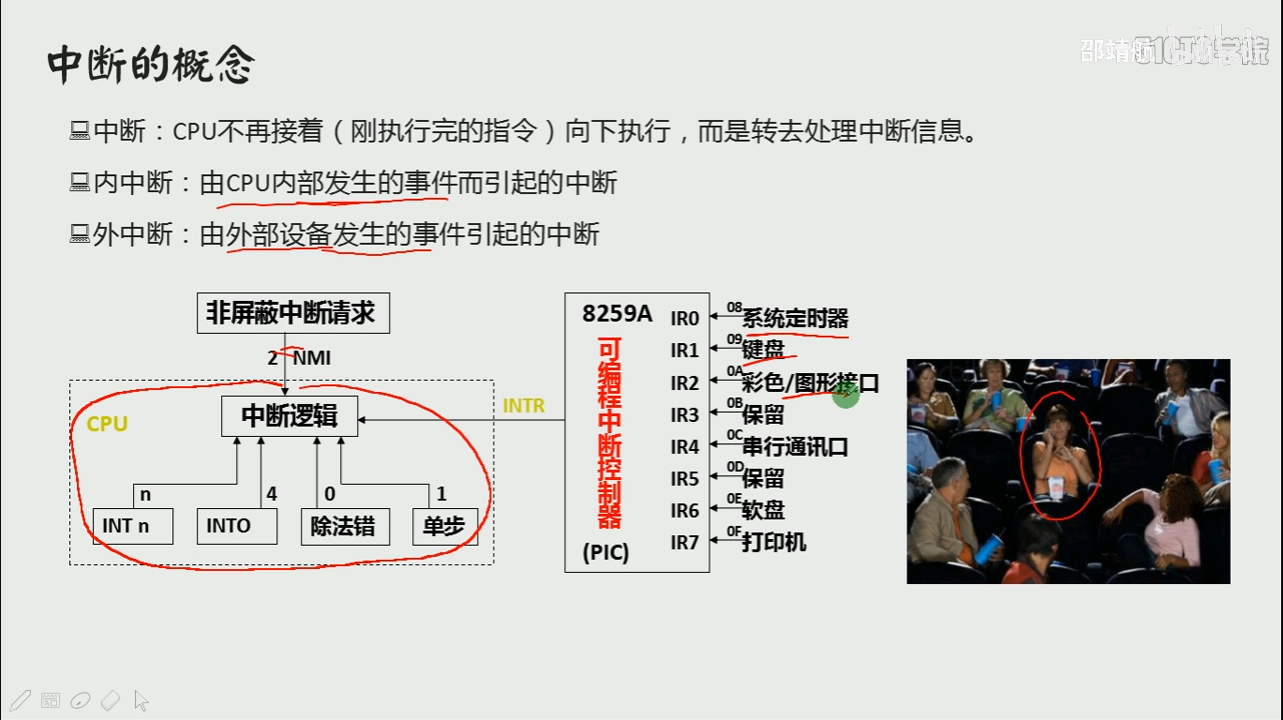 中断的概念
邵靖航
中断：CPU不再接着（刚执行完的指令）向下执行，而是转去处理中断信息。
内中断：由CPU内部发生的事件而引起的中断
外中断：由外部设备发生的事件引起的中断
非屏蔽中断请求
2 NMI
CPU
中断逻辑
INTR
n 4 0 1
INT n INTO 除法错 单步
8259A
可编程中断控制器
(PIC)
IR0 08 系统定时器
IR1 09 键盘
IR2 0A 彩色/图形接口
IR3 0B 保留
IR4 0C 串行通讯口
IR5 0D 保留
IR6 0E 软盘
IR7 0F 打印机